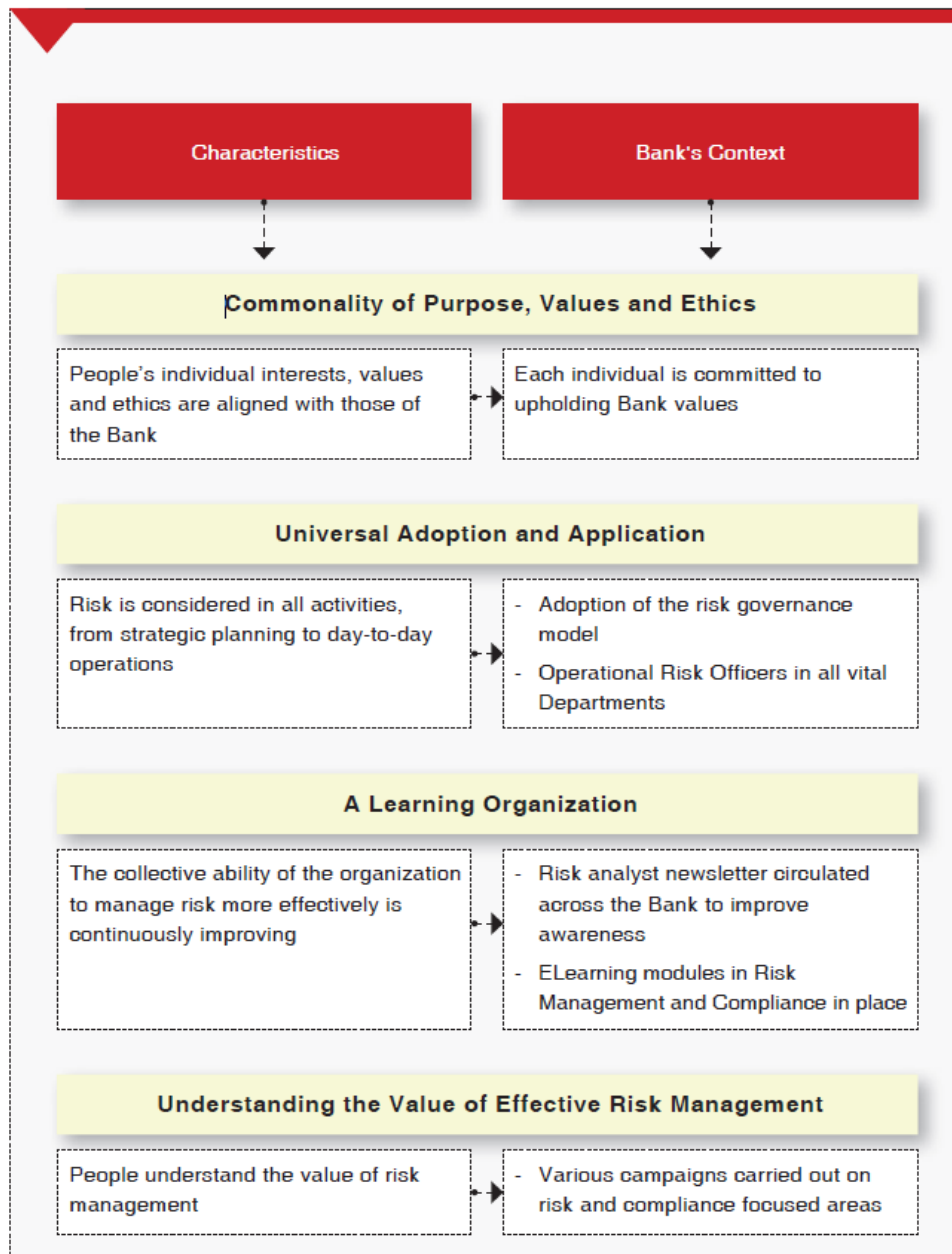 Characteristics
Bank's Context
Commonality of Purpose, Values and Ethics
People's individual interests, values
and ethics are aligned with those of
the Bank
Each individual is committed to
upholding Bank values
Universal Adoption and Application
Risk is considered in all activities,
from strategic planning to day-to-day
operations
- Adoption of the risk governance
model
- Operational Risk Officers in all vital
Departments
A Learning Organization
The collective ability of the organization
to manage risk more effectively is
continuously improving
- Risk analyst newsletter circulated
across the Bank to improve
awareness
- ELearning modules in Risk
Management and Compliance in place
Understanding the Value of Effective Risk Management
People understand the value of risk
management
- Various campaigns carried out on
risk and compliance focused areas